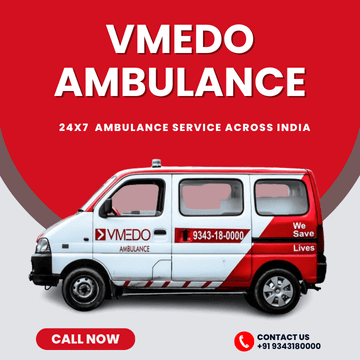 VMEDO
AMBULANCE
24X7 AMBULANCE SERVICE ACROSS INDIA
VMEDO
AMBULANCE
9343-18-0000
We
Save
Lives
CALL NOW
CONTACT US
+91 9343180000